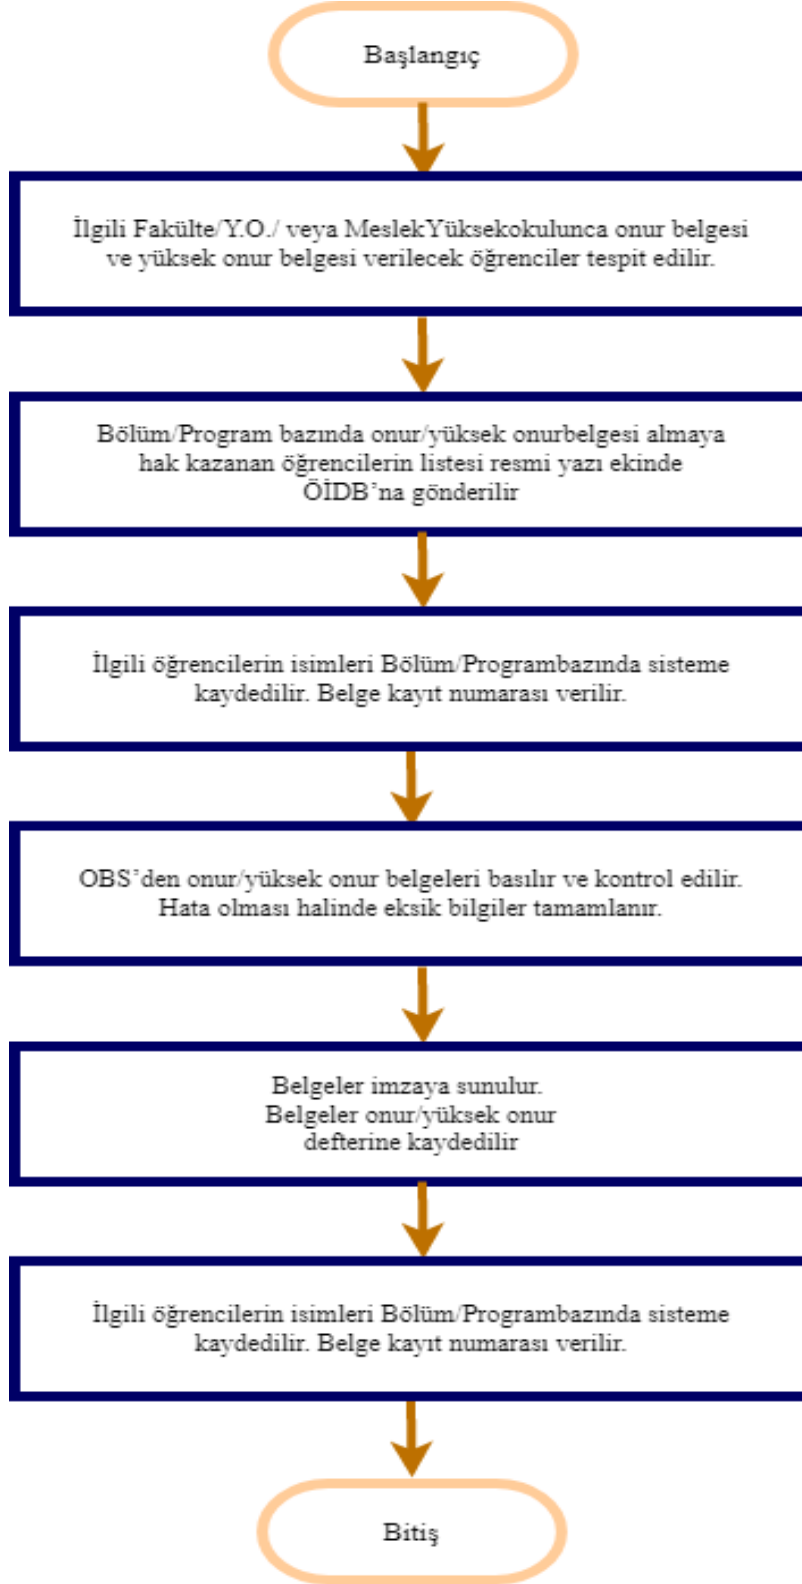 Başlangıç
İlgili Fakülte/Y.O./ veya MeslekYüksekokulunca onur belgesi
ve yüksek onur belgesi verilecek öğrenciler tespit edilir.
Bölüm/Program bazında onur/yüksek onurbelgesi almaya
hak kazanan öğrencilerin listesi resmi yazı ekinde
ÖİDB’na gönderilir
İlgili öğrencilerin isimleri Bölüm/Programbazında sisteme
kaydedilir. Belge kayıt numarası verilir.
OBS’den onur/yüksek onur belgeleri basılır ve kontrol edilir.
Hata olması halinde eksik bilgiler tamamlanır.
Belgeler imzaya sunulur.
Belgeler onur/yüksek onur
defterine kaydedilir
İlgili öğrencilerin isimleri Bölüm/Programbazında sisteme
kaydedilir. Belge kayıt numarası verilir.
Bitiş